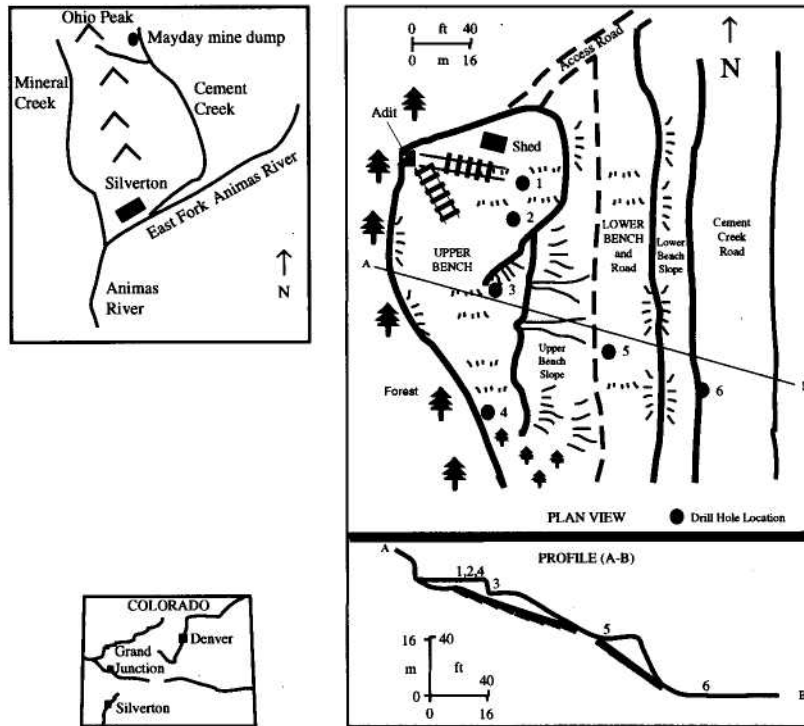 Ohio Peak
Mayday mine dump
Mineral
Creek
Cement
Creek
Silverton
East Fork Animas River
Animas
River
N
COLORADO
Denver
Grand
Junction
Silverton
0 ft 40
0 m 16
Access Road
N
Adit
Shed
1
2
UPPER
BENCH
A
3
LOWER
BENCH
and
Road
Lower
Beach
Slope
Cement
Creek
Road
Upper
Bench
Slope
5
6
Forest
4
PLAN VIEW
Drill Hole Location
A
PROFILE (A-B)
1,2,4
3
5
6
B
16 40
m ft
0 0
0 40
0 16